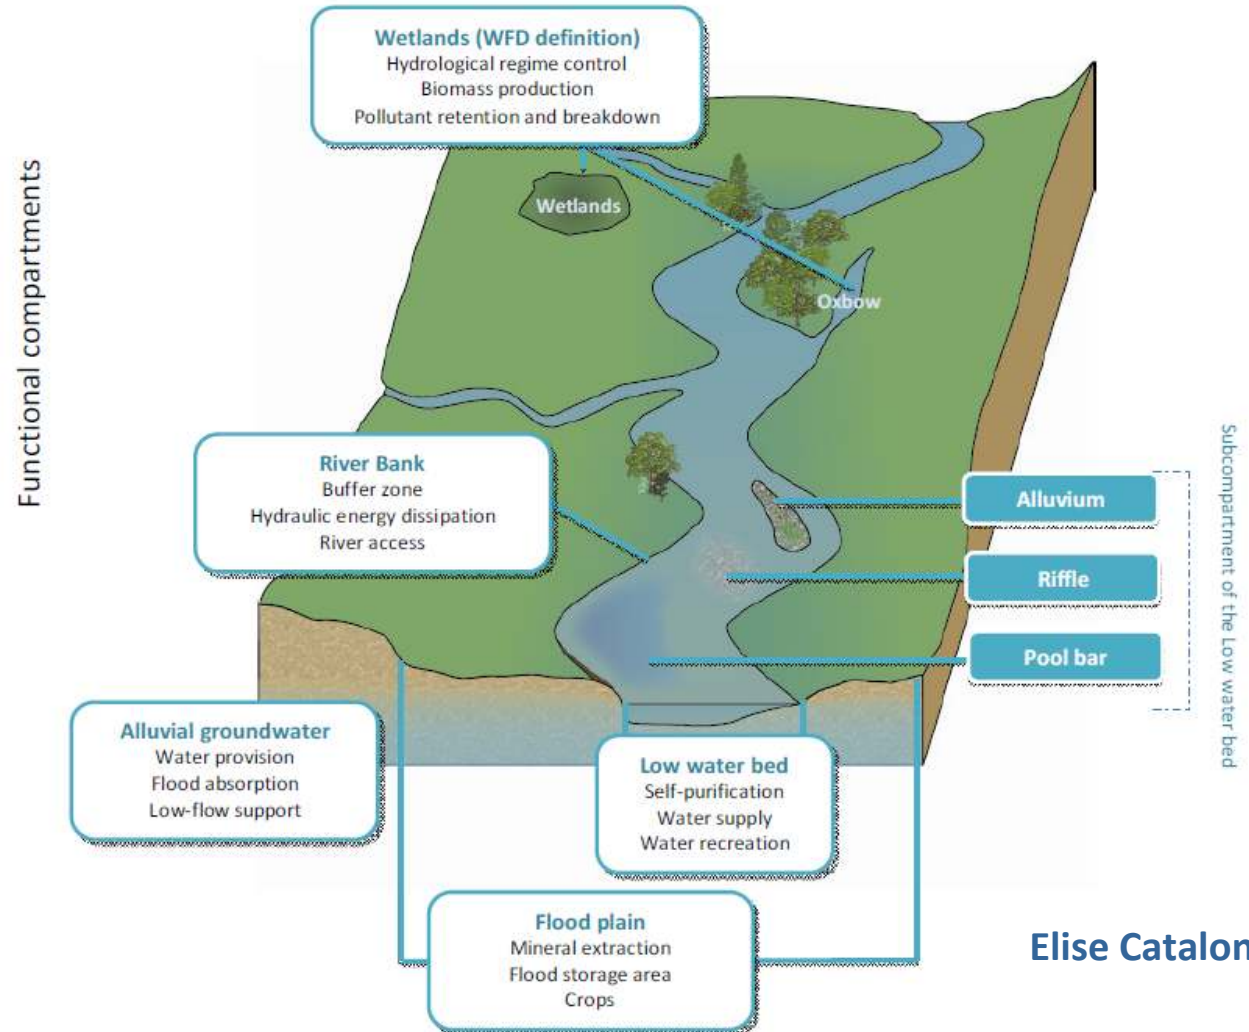 Wetlands (WFD definition)
Hydrological regime control
Biomass production
Pollutant retention and breakdown
Functional compartments
Wetlands
Oxbow
River Bank
Buffer zone
Hydraulic energy dissipation
River access
Alluvium
Riffle
Pool bar
Subcompartment of the Low water bed
Alluvial groundwater
Water provision
Flood absorption
Low-flow support
Low water bed
Self-purification
Water supply
Water recreation
Flood plain
Mineral extraction
Flood storage area
Crops
Elise Catalon